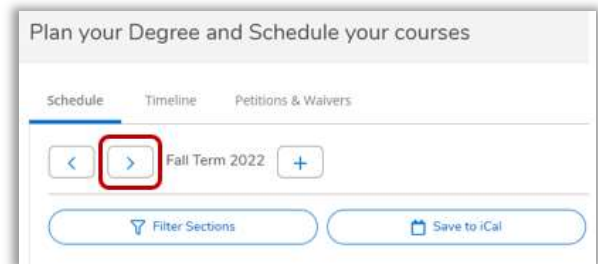 Plan your Degree and Schedule your courses
Schedule Timeline Petitions & Waivers
< > Fall Term 2022 +
Filter Sections Save to iCal